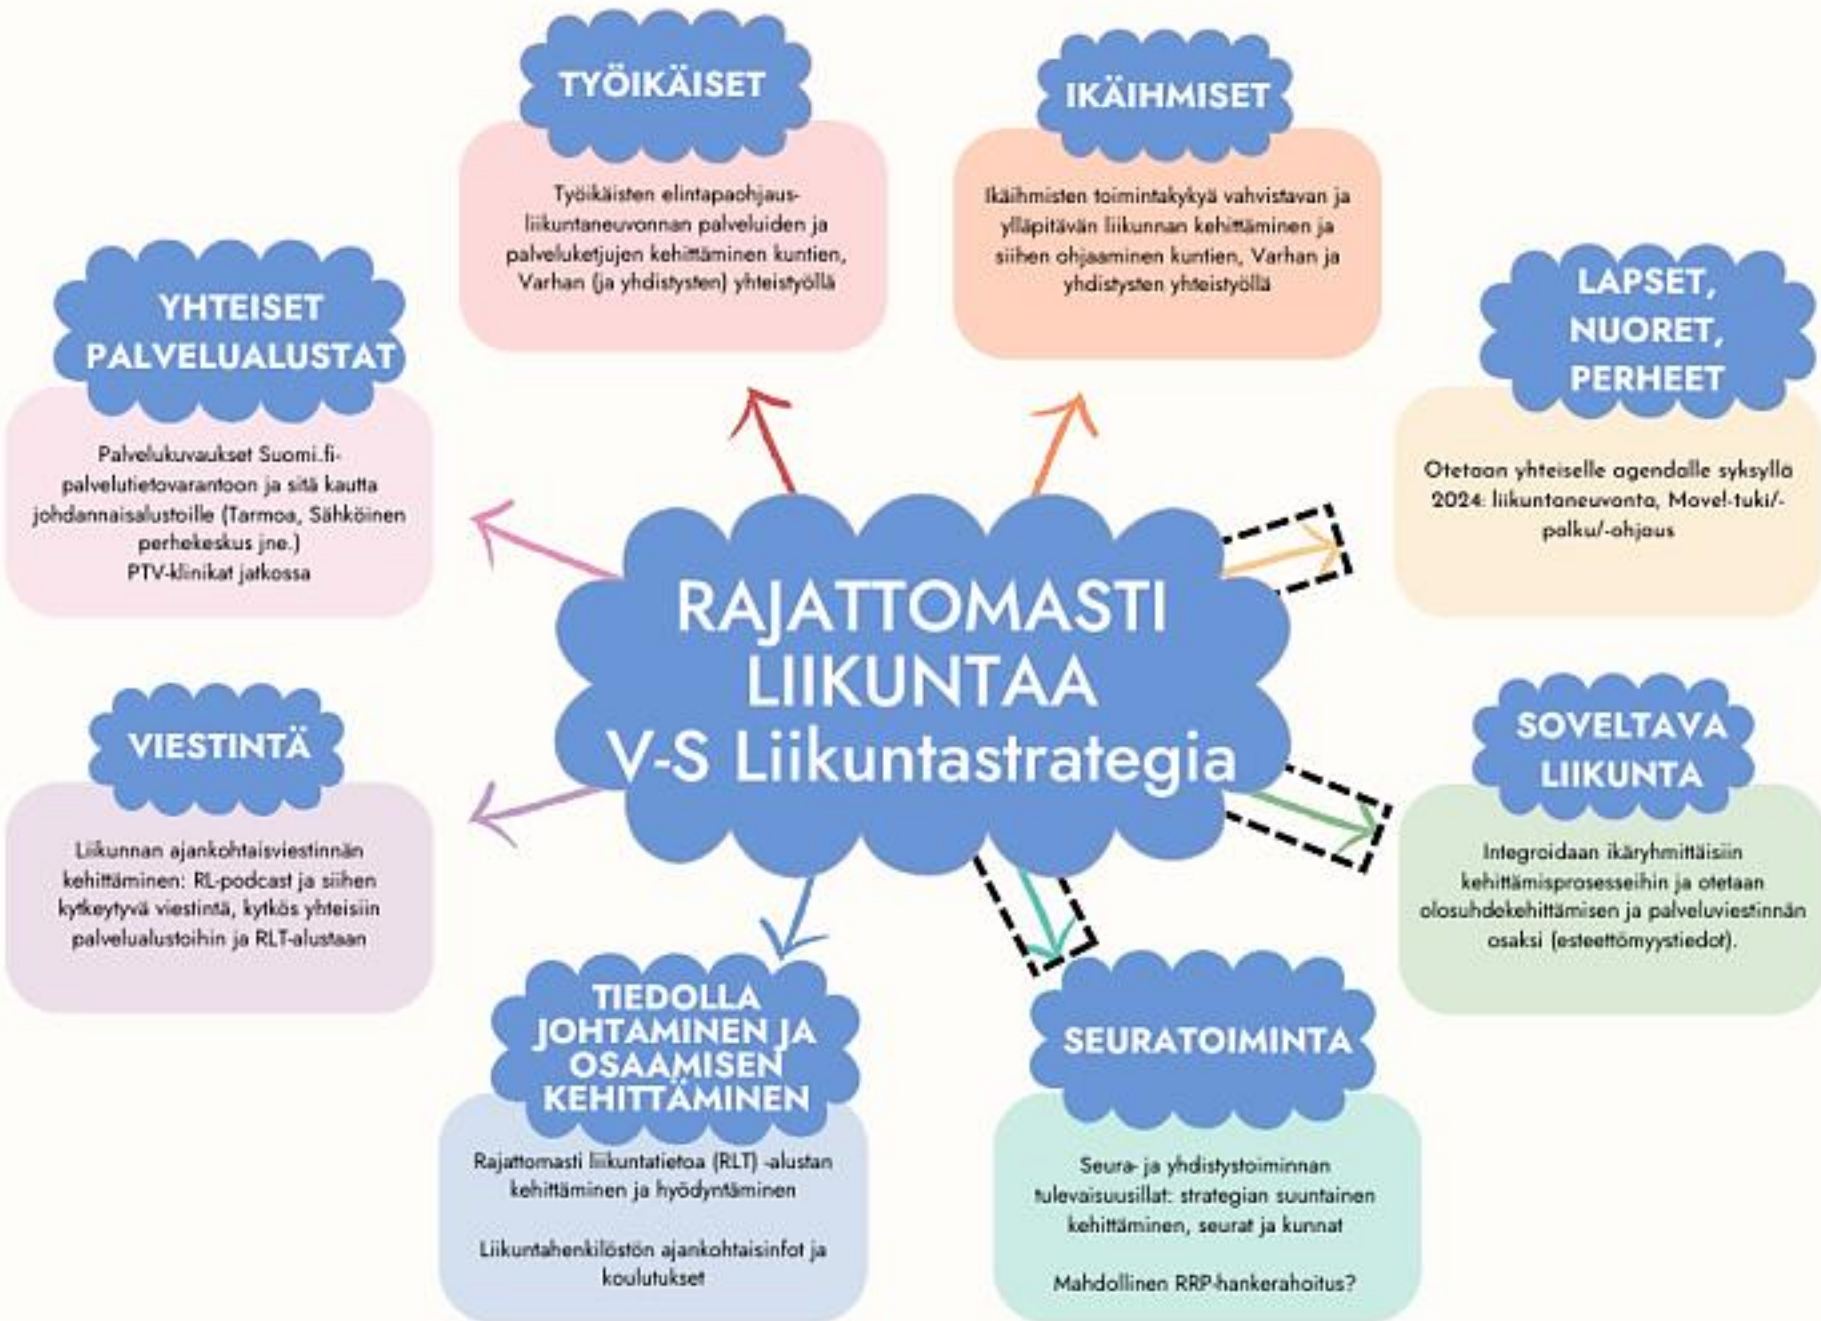 TYÖIKÄISET
Työikäisten elintapaohjaus-
liikuntaneuvonnan palveluiden ja
palveluketjujen kehittäminen kuntien,
Varhan (ja yhdistysten) yhteistyöllä
IKÄIHMISET
Ikäihmisten toimintakykyä vahvistavan ja
ylläpitävän liikunnan kehittäminen ja
siihen ohjaaminen kuntien, Varhan ja
yhdistysten yhteistyöllä
YHTEISET
PALVELUALUSTAT
Palvelukuvaukset Suomi.fi-
palvelutietovarantoon ja sitä kautta
johdannaisalustoille (Tarmoa, Sähköinen
perhekeskus jne.)
PTV-klinikat jatkossa
LAPSET,
NUORET,
PERHEET
Otetaan yhteiselle agendalle syksyllä
2024: liikuntaneuvonta, Move!-tuki/-
polku/-ohjaus
RAJATTOMASTI
LIIKUNTAA
V-S Liikuntastrategia
VIESTINTÄ
Liikunnan ajankohtaisviestinnän
kehittäminen: RL-podcast ja siihen
kytkeytyvä viestintä, kytkös yhteisiin
palvelualustoihin ja RLT-alustaan
SOVELTAVA
LIIKUNTA
Integroidaan ikäryhmittäisiin
kehittämisprosesseihin ja otetaan
olosuhdekehittämisen ja palveluviestinnän
osaksi (esteettömyystiedot).
TIEDOLLA
JOHTAMINEN JA
OSAAMISEN
KEHITTÄMINEN
Rajattomasti liikuntatietoa (RLT) -alustan
kehittäminen ja hyödyntäminen
Liikuntahenkilöstön ajankohtaisinfot ja
koulutukset
SEURATOIMINTA
Seura- ja yhdistystoiminnan
tulevaisuusillat: strategian suuntainen
kehittäminen, seurat ja kunnat
Mahdollinen RRP-hankerahoitus?